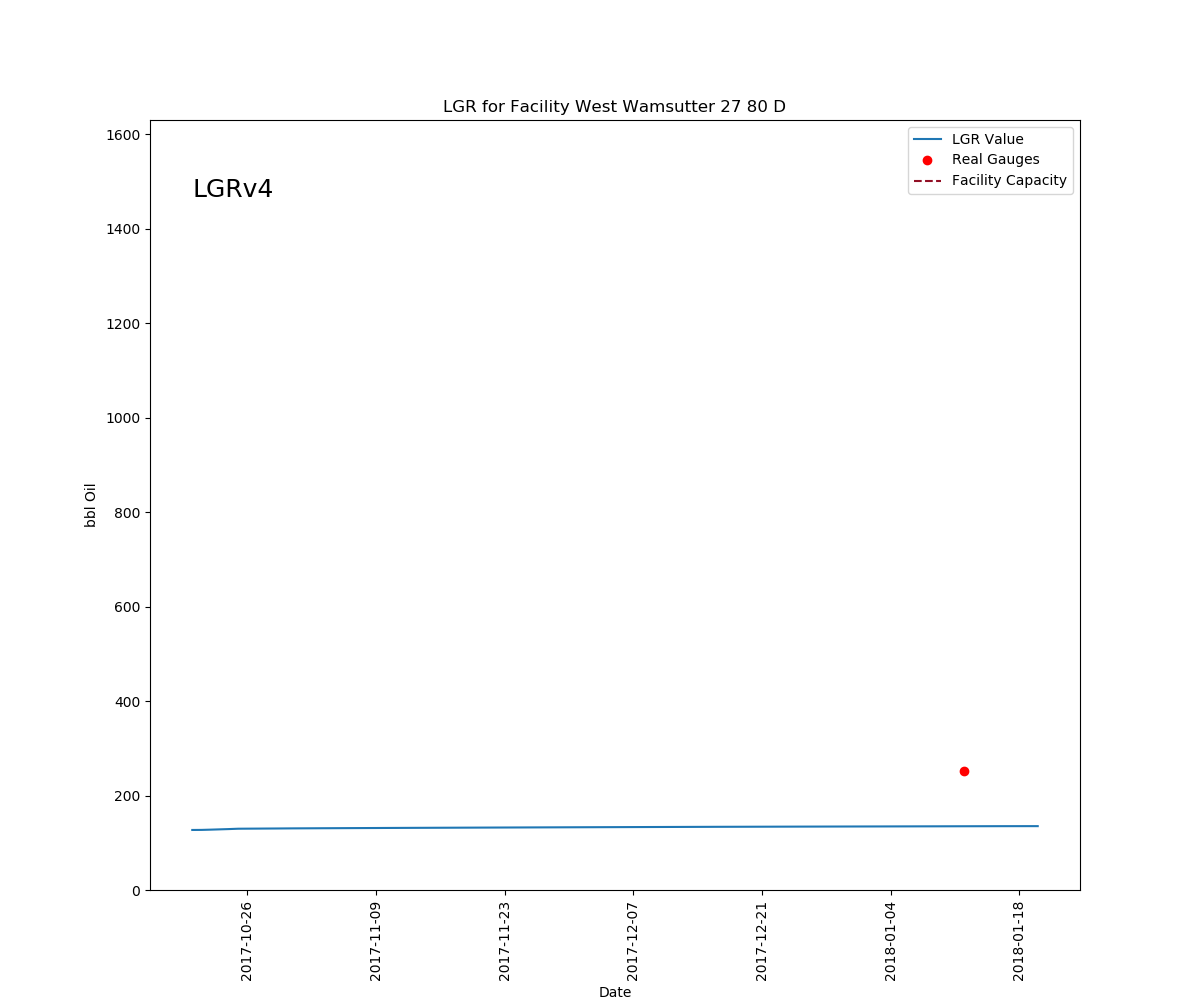 LGR for Facility West Wamsutter 27 80 D
LGRv4
LGR Value
Real Gauges
Facility Capacity
1600
1400
1200
1000
800
600
400
200
0
bbl Oil
2017-10-26
2017-11-09
2017-11-23
2017-12-07
2017-12-21
2018-01-04
2018-01-18
Date